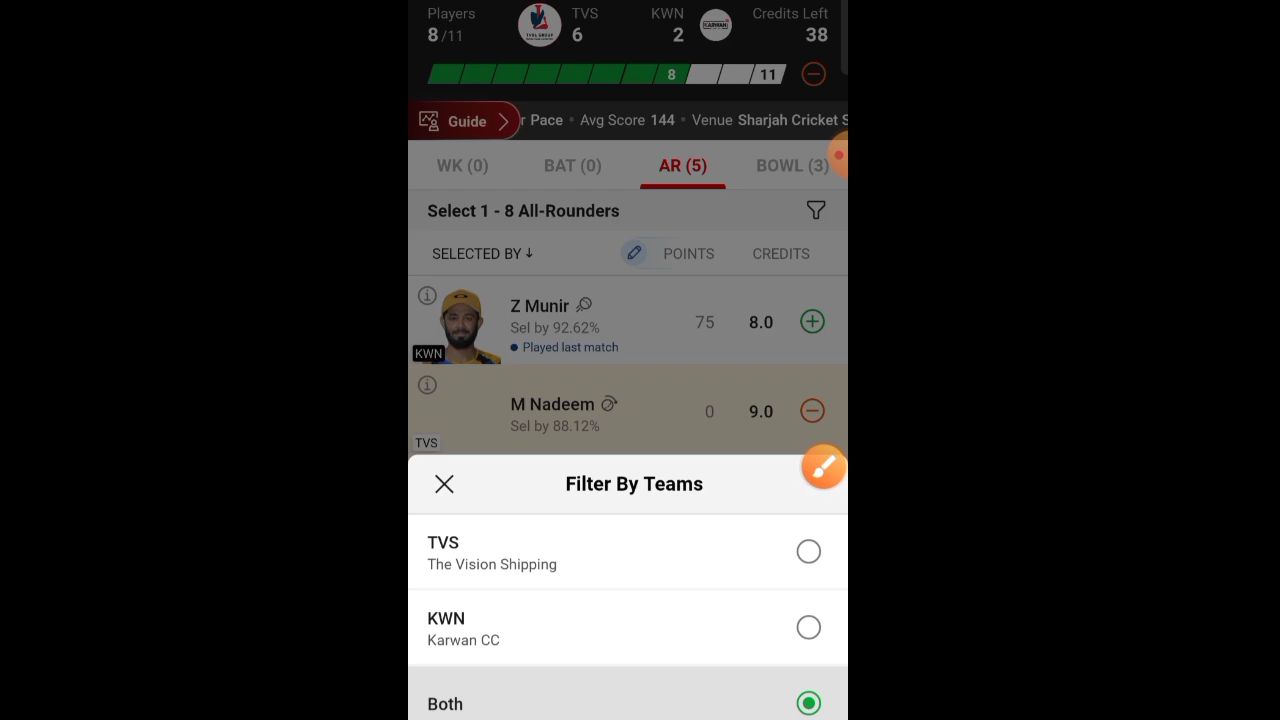 Players TVS KWN Credits Left
8/11 6 2 38
TVSL GROUP
KARWAN
8 11
Guide r Pace • Avg Score 144 • Venue Sharjah Cricket S
WK (0) BAT (0) AR (5) BOWL (3)
Select 1 - 8 All-Rounders
SELECTED BY ↓ POINTS CREDITS
Z Munir
Sel by 92.62% 75 8.0
Played last match
KWN
M Nadeem 0 9.0
Sel by 88.12%
TVS
Filter By Teams
TVS
The Vision Shipping
KWN
Karwan CC
Both